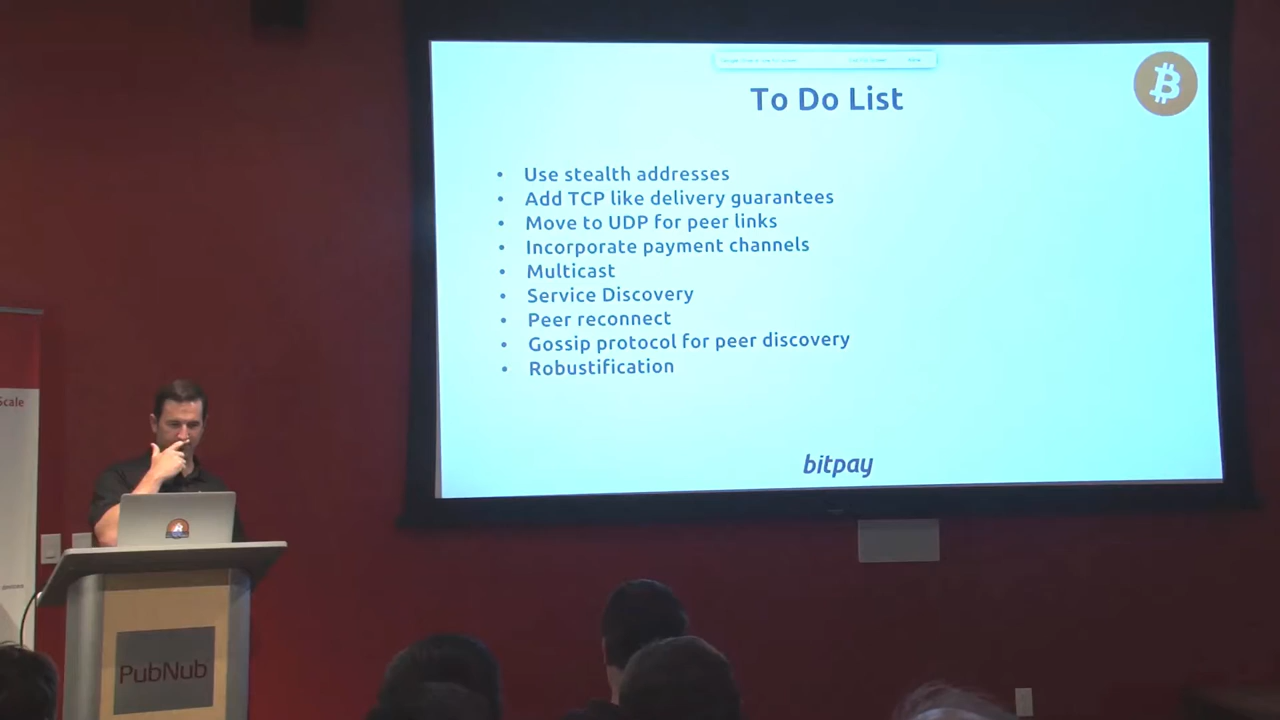 To Do List
• Use stealth addresses
• Add TCP like delivery guarantees
• Move to UDP for peer links
• Incorporate payment channels
• Multicast
• Service Discovery
• Peer reconnect
• Gossip protocol for peer discovery
• Robustification
bitpay
Scale
PubNub